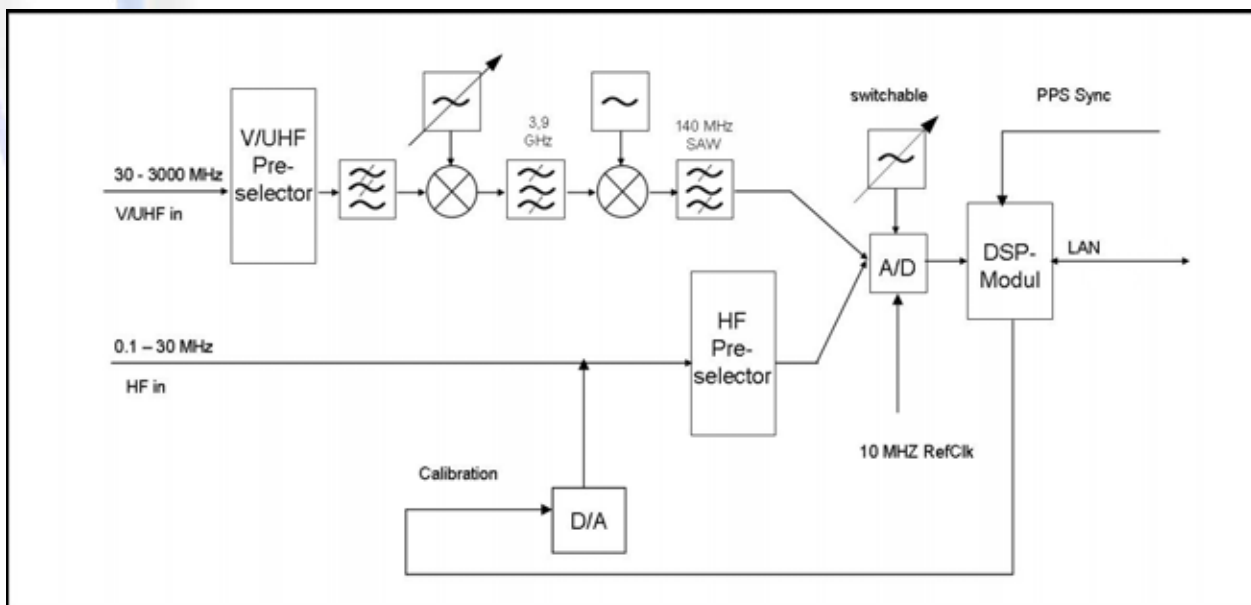 V/UHF
Pre-
selector
3,9
GHz
140 MHz
SAW
switchable
PPS Sync
30 - 3000 MHz
V/UHF in
A/D
DSP-
Modul
LAN
HF
Pre-
selector
0.1 – 30 MHz
HF in
10 MHZ RefClk
Calibration
D/A